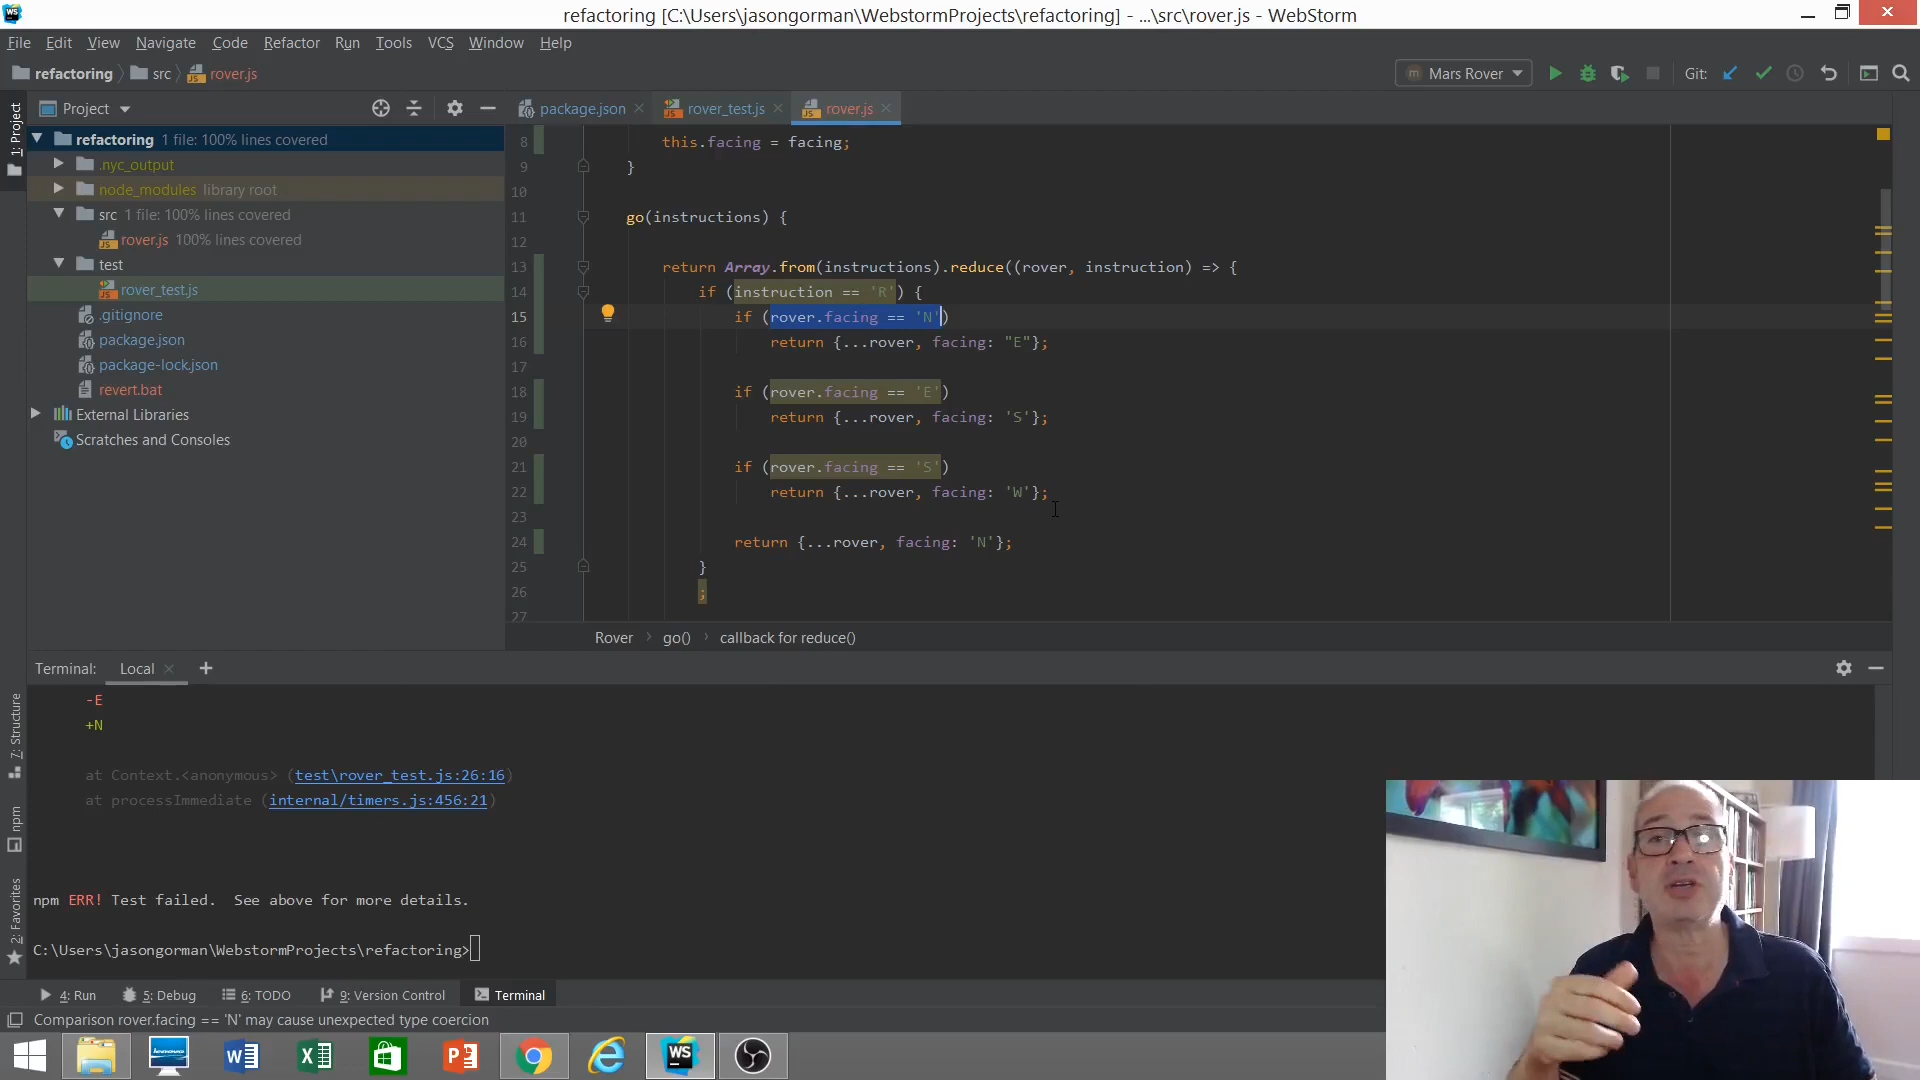 refactoring [C:\Users\jasongorman\WebstormProjects\refactoring] - ...\src\rover.js - WebStorm
File Edit View Navigate Code Refactor Run Tools VCS Window Help
refactoring src rover.js
Mars Rover Git:
1: Project
Project
package.json rover_test.js rover.js
refactoring 1 file: 100% lines covered
.nyc_output
node_modules library root
src 1 file: 100% lines covered
rover.js 100% lines covered
test
rover_test.js
.gitignore
package.json
package-lock.json
revert.bat
External Libraries
Scratches and Consoles
8 this.facing = facing;
9 }
10
11 go(instructions) {
12
13 return Array.from(instructions).reduce((rover, instruction) => {
14 if (instruction == 'R') {
15 if (rover.facing == 'N')
16 return {...rover, facing: "E"};
17
18 if (rover.facing == 'E')
19 return {...rover, facing: 'S'};
20
21 if (rover.facing == 'S')
22 return {...rover, facing: 'W'};
23
24 return {...rover, facing: 'N'};
25 }
26 ;
27
Rover go() callback for reduce()
Terminal: Local
-E
+N
at Context.<anonymous> (test\rover_test.js:26:16)
at processImmediate (internal/timers.js:456:21)
npm ERR! Test failed. See above for more details.
C:\Users\jasongorman\WebstormProjects\refactoring>
7: Structure
npm
2: Favorites
4: Run 5: Debug 6: TODO 9: Version Control Terminal
Comparison rover.facing == 'N' may cause unexpected type coercion
WS